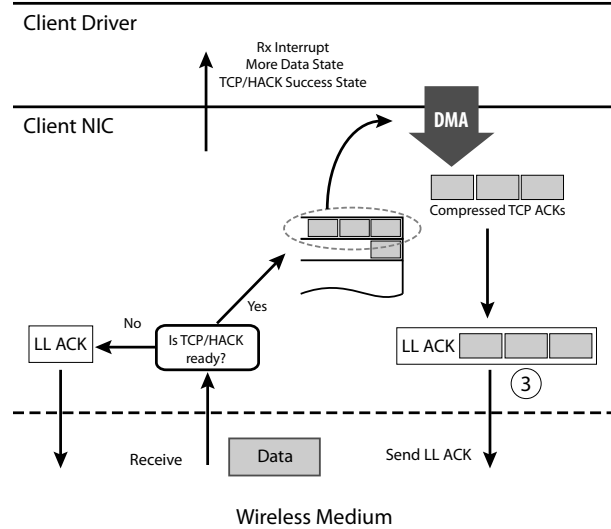 Client Driver
Rx Interrupt
More Data State
TCP/HACK Success State
Client NIC
DMA
Compressed TCP ACKs
Yes
No
LL ACK
Is TCP/HACK
ready?
LL ACK
3
Receive
Data
Send LL ACK
Wireless Medium